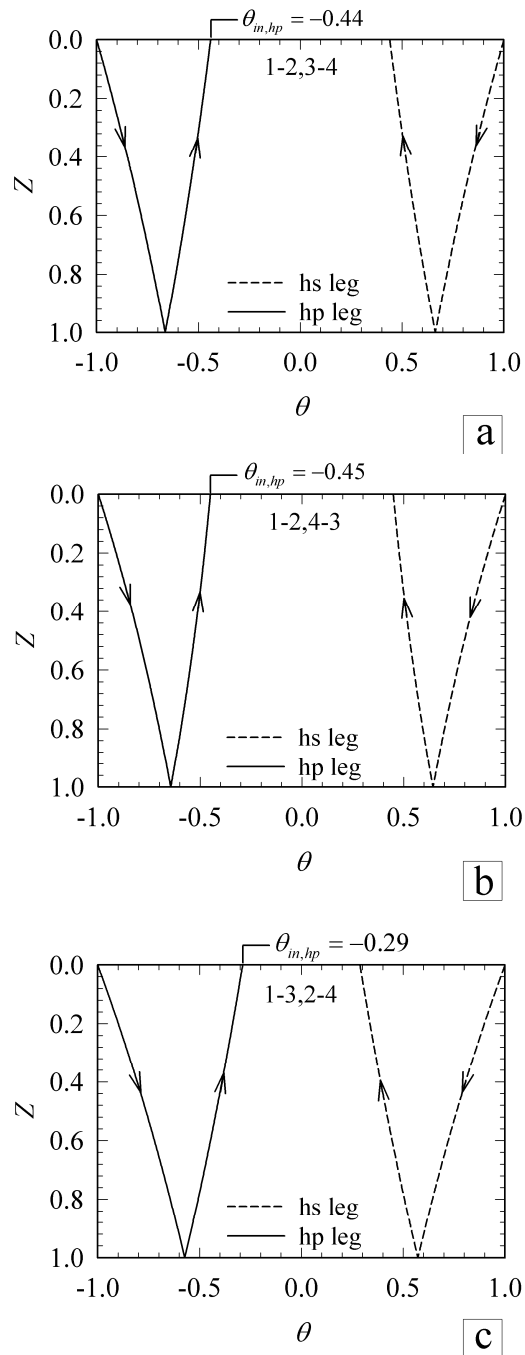 θin,hp = –0.44
0.0
1-2,3-4
0.2
0.4
Z
0.6
0.8
hs leg
hp leg
1.0
-1.0 -0.5 0.0 0.5 1.0
θ
a
θin,hp = –0.45
0.0
1-2,4-3
0.2
0.4
Z
0.6
0.8
hs leg
hp leg
1.0
-1.0 -0.5 0.0 0.5 1.0
θ
b
θin,hp = –0.29
0.0
1-3,2-4
0.2
0.4
Z
0.6
0.8
hs leg
hp leg
1.0
-1.0 -0.5 0.0 0.5 1.0
θ
c